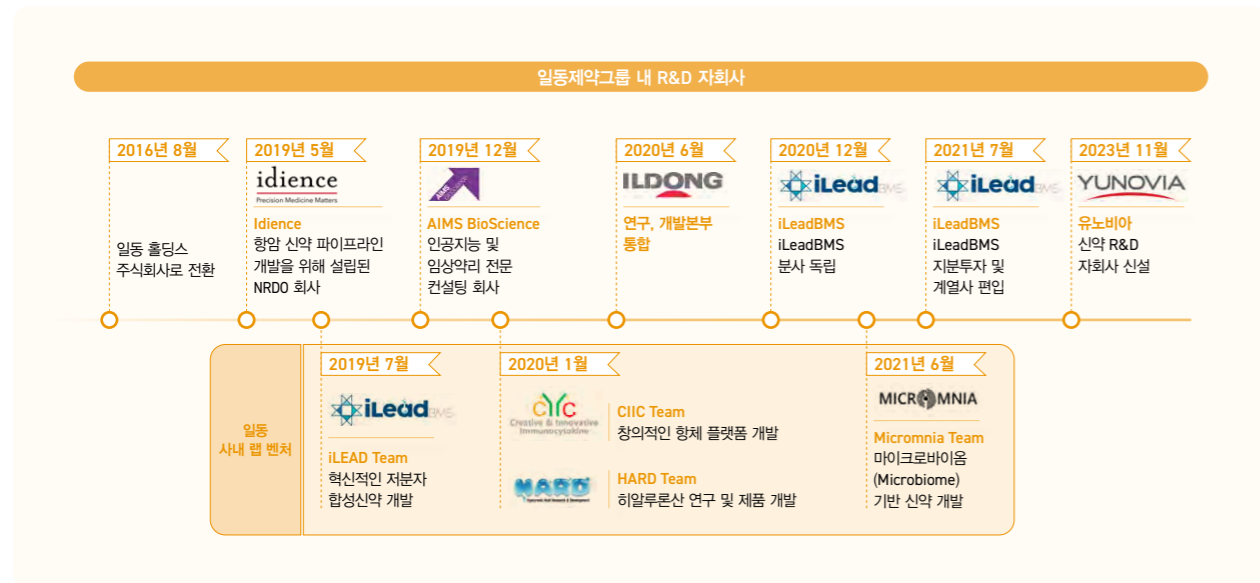 일동제약그룹 내 R&D 자회사
2016년 8월
일동 홀딩스
주식회사로 전환
2019년 5월
idience
Precision Medicine Matters
Idience
항암 신약 파이프라인
개발을 위해 설립된
NRDO 회사
2019년 12월
AIMS BioScience
AIMS BioScience
인공지능 및
임상약리 전문
컨설팅 회사
2020년 6월
ILDONG
연구, 개발본부
통합
2020년 12월
iLeadBMS
iLeadBMS
iLeadBMS
분사 독립
2021년 7월
iLeadBMS
iLeadBMS
iLeadBMS
지분투자 및
계열사 편입
2023년 11월
YUNOVIA
유노비아
신약 R&D
자회사 신설
일동
사내 랩 벤처
2019년 7월
iLeadBMS
iLEAD Team
혁신적인 저분자
합성신약 개발
2020년 1월
CIIC
Creative & Innovative
Immunocytokine
CIIC Team
창의적인 항체 플랫폼 개발
HARD
Hyaluronic Acid Research & Development
HARD Team
히알루론산 연구 및 제품 개발
2021년 6월
MICROMNIA
Micromnia Team
마이크로바이옴
(Microbiome)
기반 신약 개발